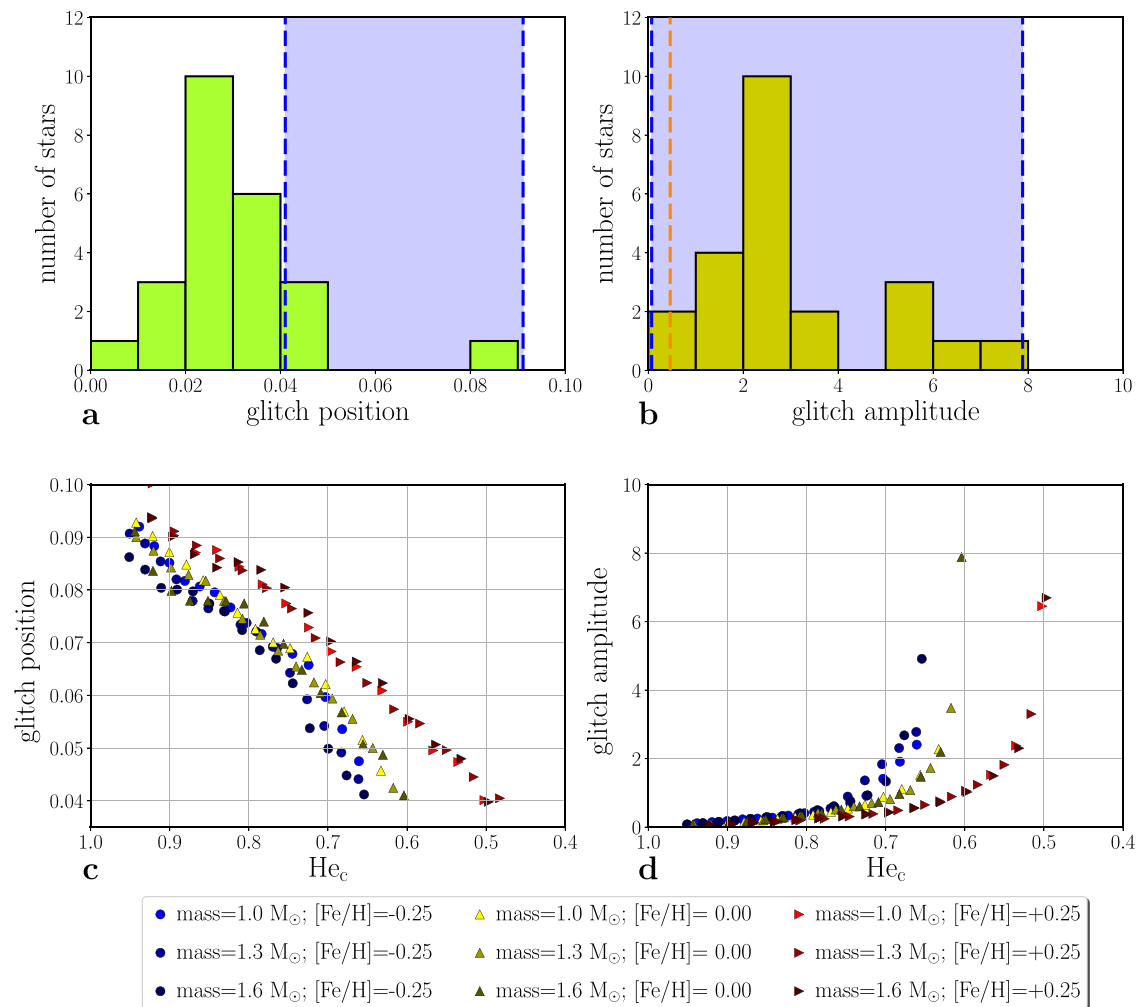 12
10
8
6
4
2
0
number of stars
0.00
0.02
0.04
0.06
0.08
0.10
glitch position
a
12
10
8
6
4
2
0
number of stars
0
2
4
6
8
10
glitch amplitude
b
0.10
0.09
0.08
0.07
0.06
0.05
0.04
glitch position
1.0
0.9
0.8
0.7
0.6
0.5
0.4
He_c
c
10
8
6
4
2
0
glitch amplitude
1.0
0.9
0.8
0.7
0.6
0.5
0.4
He_c
d
mass=1.0 M⊙; [Fe/H]=-0.25
mass=1.3 M⊙; [Fe/H]=-0.25
mass=1.6 M⊙; [Fe/H]=-0.25
mass=1.0 M⊙; [Fe/H]= 0.00
mass=1.3 M⊙; [Fe/H]= 0.00
mass=1.6 M⊙; [Fe/H]= 0.00
mass=1.0 M⊙; [Fe/H]=+0.25
mass=1.3 M⊙; [Fe/H]=+0.25
mass=1.6 M⊙; [Fe/H]=+0.25